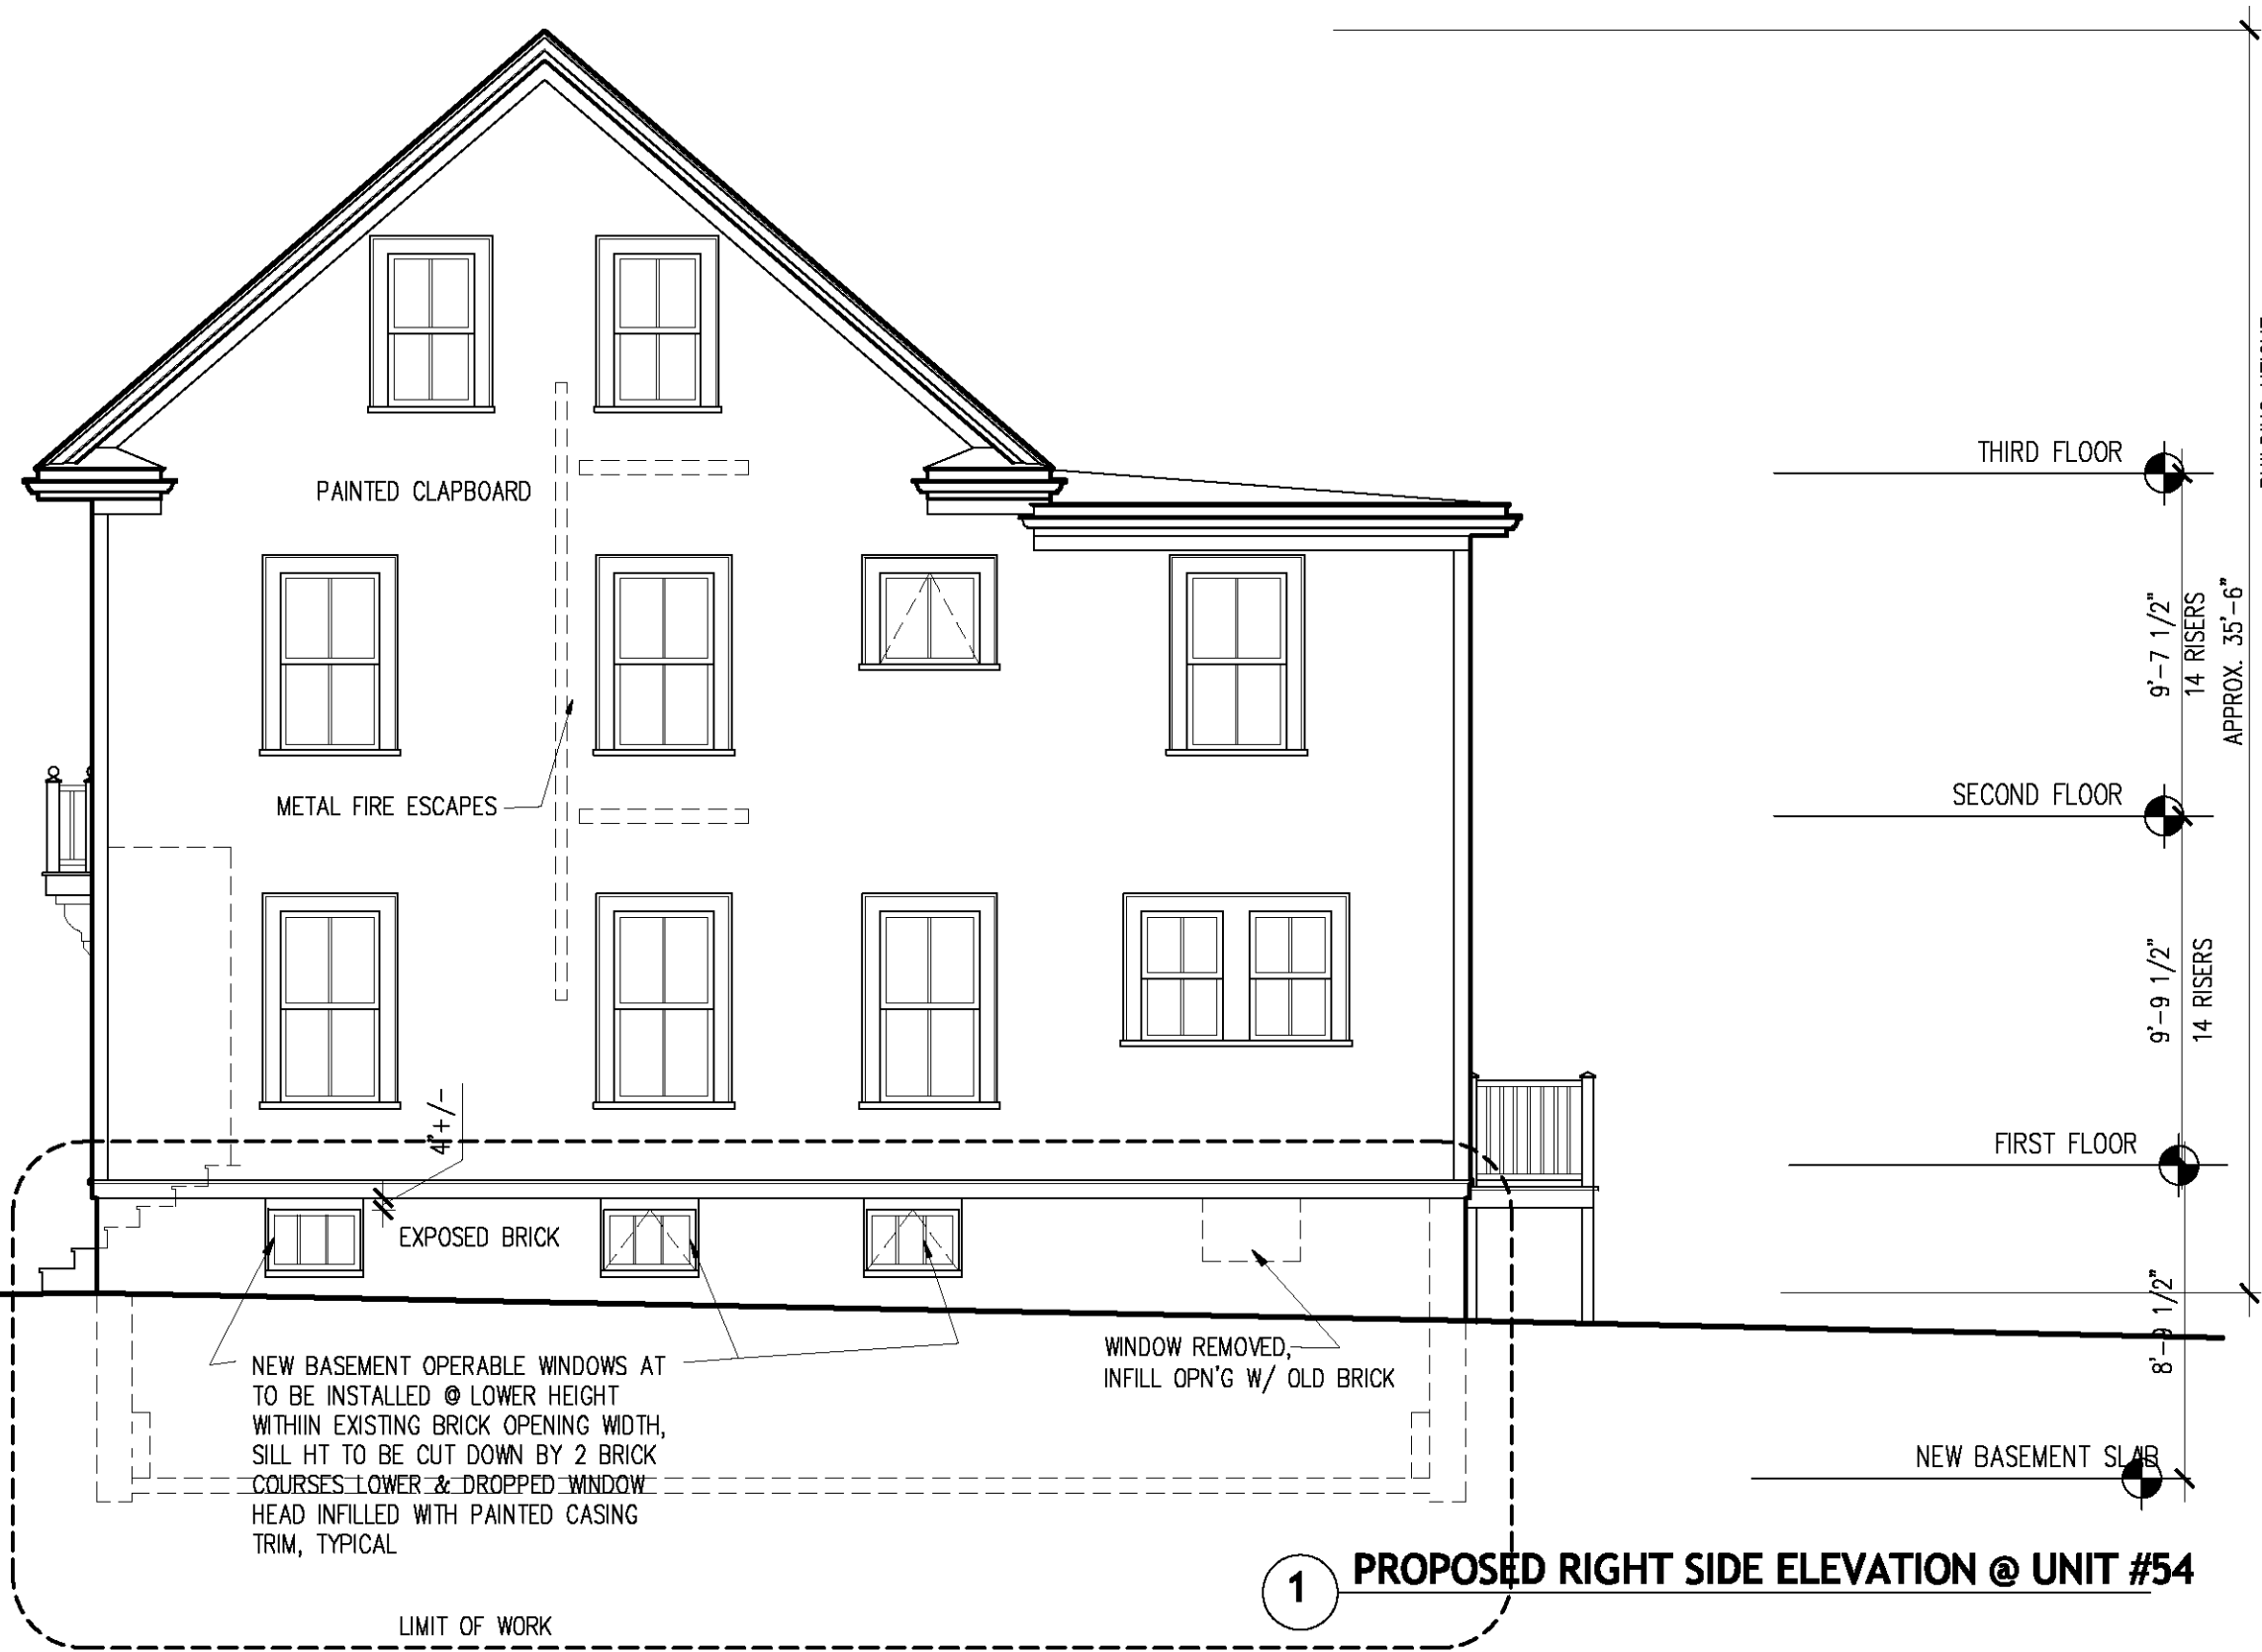 THIRD FLOOR
PAINTED CLAPBOARD
9'-7 1/2"
14 RISERS
APPROX. 35'-6"
SECOND FLOOR
METAL FIRE ESCAPES
9'-9 1/2"
14 RISERS
4"+/-
FIRST FLOOR
EXPOSED BRICK
8'-9 1/2"
WINDOW REMOVED,
INFILL OPN'G W/ OLD BRICK
NEW BASEMENT OPERABLE WINDOWS AT
TO BE INSTALLED @ LOWER HEIGHT
WITHIIN EXISTING BRICK OPENING WIDTH,
SILL HT TO BE CUT DOWN BY 2 BRICK
COURSES LOWER & DROPPED WINDOW
HEAD INFILLED WITH PAINTED CASING
TRIM, TYPICAL
NEW BASEMENT SLAB
1 PROPOSED RIGHT SIDE ELEVATION @ UNIT #54
LIMIT OF WORK